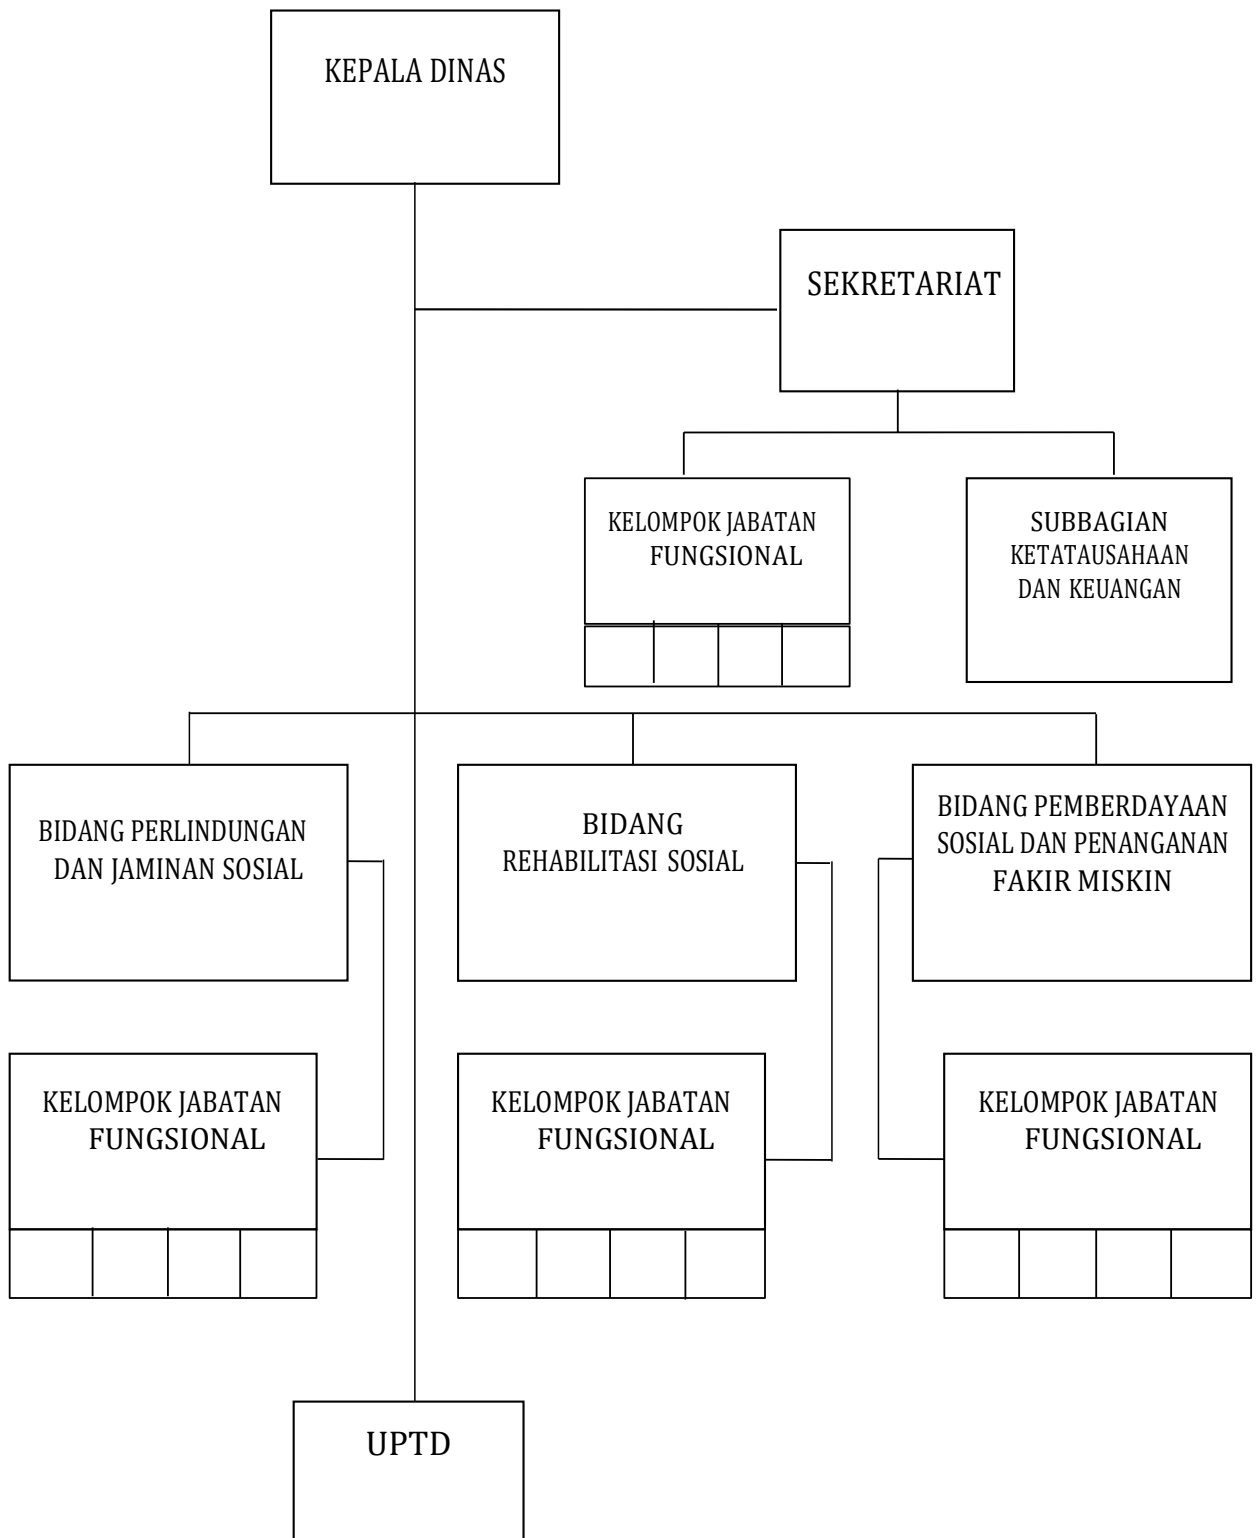 KEPALA DINAS
SEKRETARIAT
KELOMPOK JABATAN
FUNGSIONAL
SUBBAGIAN
KETATAUSAHAAN
DAN KEUANGAN
BIDANG PERLINDUNGAN
DAN JAMINAN SOSIAL
BIDANG
REHABILITASI SOSIAL
BIDANG PEMBERDAYAAN
SOSIAL DAN PENANGANAN
FAKIR MISKIN
KELOMPOK JABATAN
FUNGSIONAL
KELOMPOK JABATAN
FUNGSIONAL
KELOMPOK JABATAN
FUNGSIONAL
UPTD